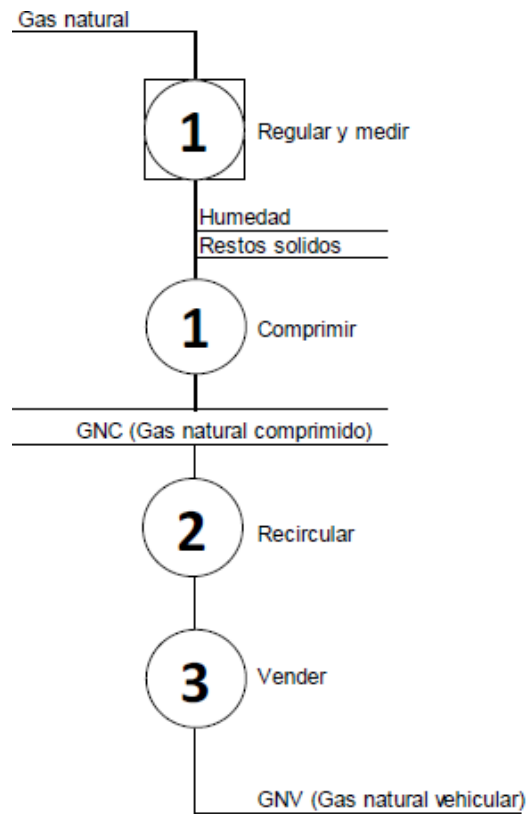 Gas natural
1
Regular y medir
Humedad
Restos solidos
1
Comprimir
GNC (Gas natural comprimido)
2
Recircular
3
Vender
GNV (Gas natural vehicular)